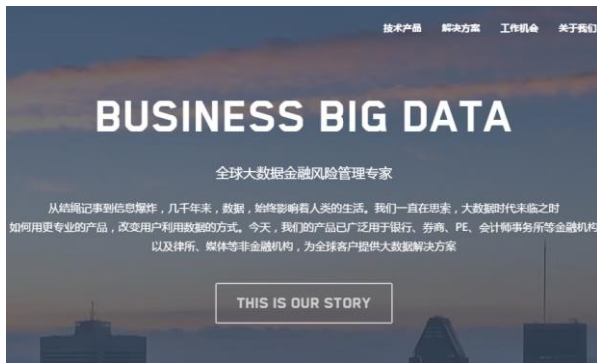 技术产品 解决方案 工作机会 关于我们
BUSINESS BIG DATA
全球大数据金融风险管理专家
从结绳记事到信息爆炸，几千年来，数据，始终影响着人类的生活。我们一直在思索，大数据时代来临之时
如何用更专业的产品，改变用户利用数据的方式。今天，我们的产品已广泛用于银行、券商、PE、会计师事务所等金融机构
以及律所、媒体等非金融机构，为全球客户提供大数据解决方案
THIS IS OUR STORY